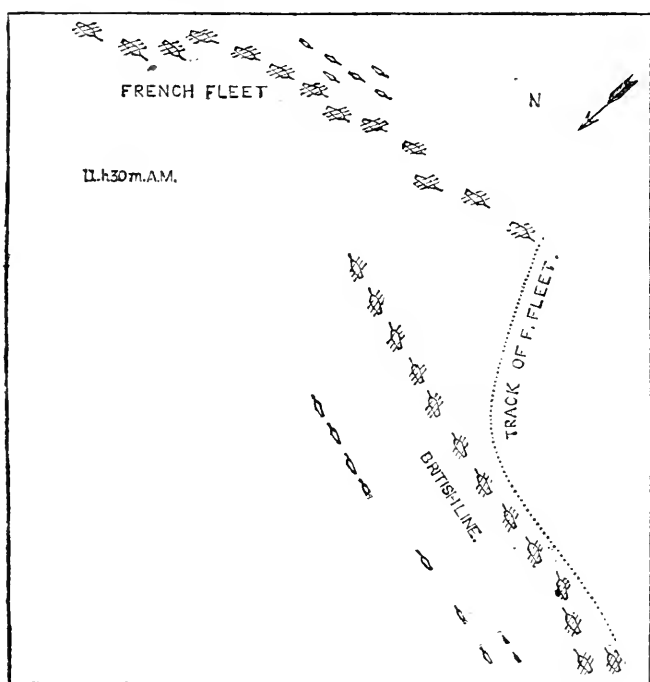 FRENCH FLEET
N
11.h30m.A.M.
TRACK OF F. FLEET.
BRITISH LINE.